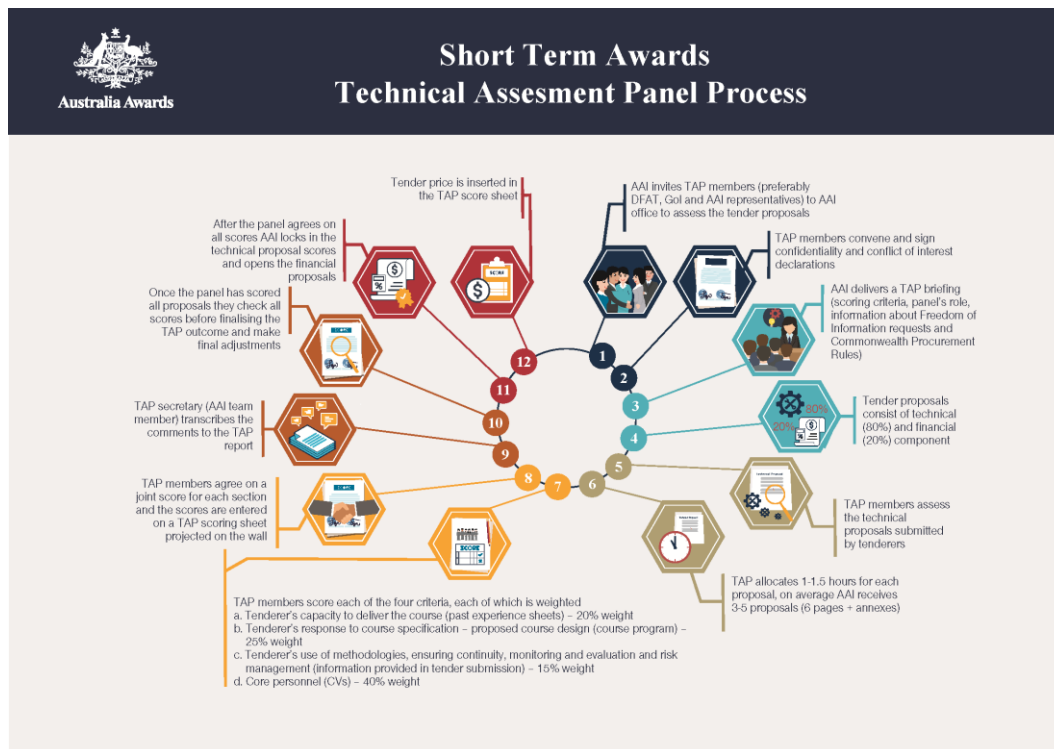 Australia Awards
Short Term Awards
Technical Assesment Panel Process
1
AAI invites TAP members (preferably
DFAT, GoI and AAI representatives) to AAI
office to assess the tender proposals
2
TAP members convene and sign
confidentiality and conflict of interest
declarations
3
AAI delivers a TAP briefing
(scoring criteria, panel's role,
information about Freedom of
Information requests and
Commonwealth Procurement
Rules)
4
80%
20%
Tender proposals
consist of technical
(80%) and financial
(20%) component
5
TAP members assess
the technical
proposals submitted
by tenderers
6
TAP allocates 1-1.5 hours for each
proposal, on average AAI receives
3-5 proposals (6 pages + annexes)
7
SCORE
TAP members score each of the four criteria, each of which is weighted
a. Tenderer's capacity to deliver the course (past experience sheets) – 20% weight
b. Tenderer's response to course specification – proposed course design (course program) –
25% weight
c. Tenderer's use of methodologies, ensuring continuity, monitoring and evaluation and risk
management (information provided in tender submission) – 15% weight
d. Core personnel (CVs) – 40% weight
8
TAP members agree on a
joint score for each section
and the scores are entered
on a TAP scoring sheet
projected on the wall
9
TAP secretary (AAI team
member) transcribes the
comments to the TAP
report
10
SCORE
Once the panel has scored
all proposals they check all
scores before finalising the
TAP outcome and make
final adjustments
11
After the panel agrees on
all scores AAI locks in the
technical proposal scores
and opens the financial
proposals
12
SCORE
Tender price is inserted in
the TAP score sheet